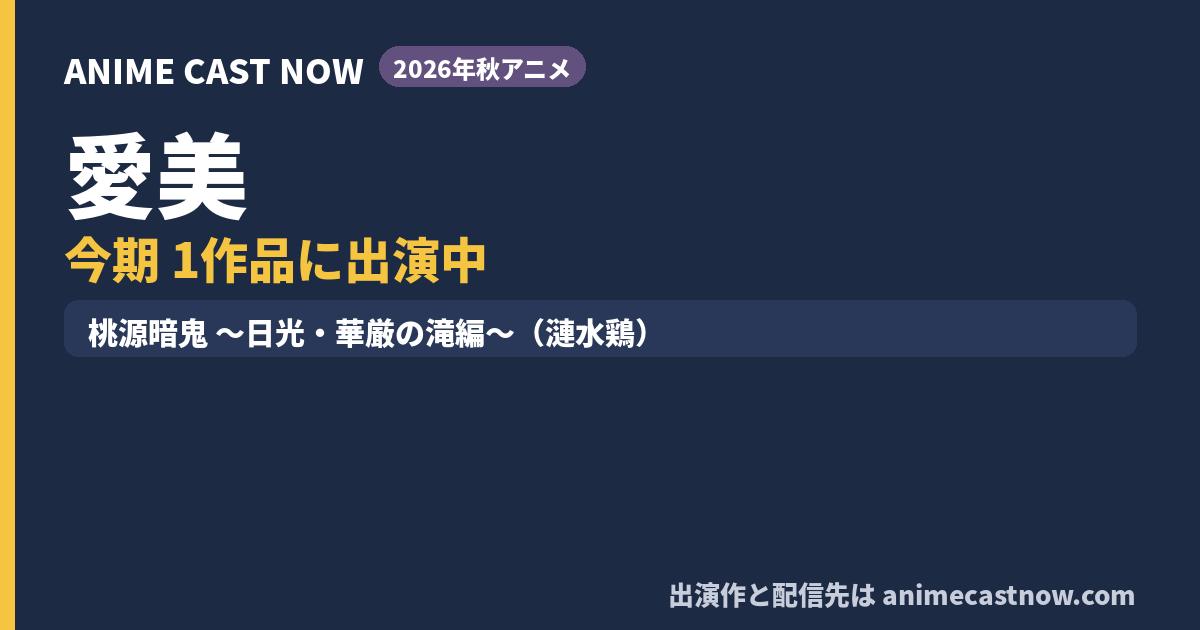 ANIME CAST NOW 2026年秋アニメ
愛美
今期 1作品に出演中
桃源暗鬼 〜日光・華厳の滝編〜（漣水鶏）
出演作と配信先は animecastnow.com